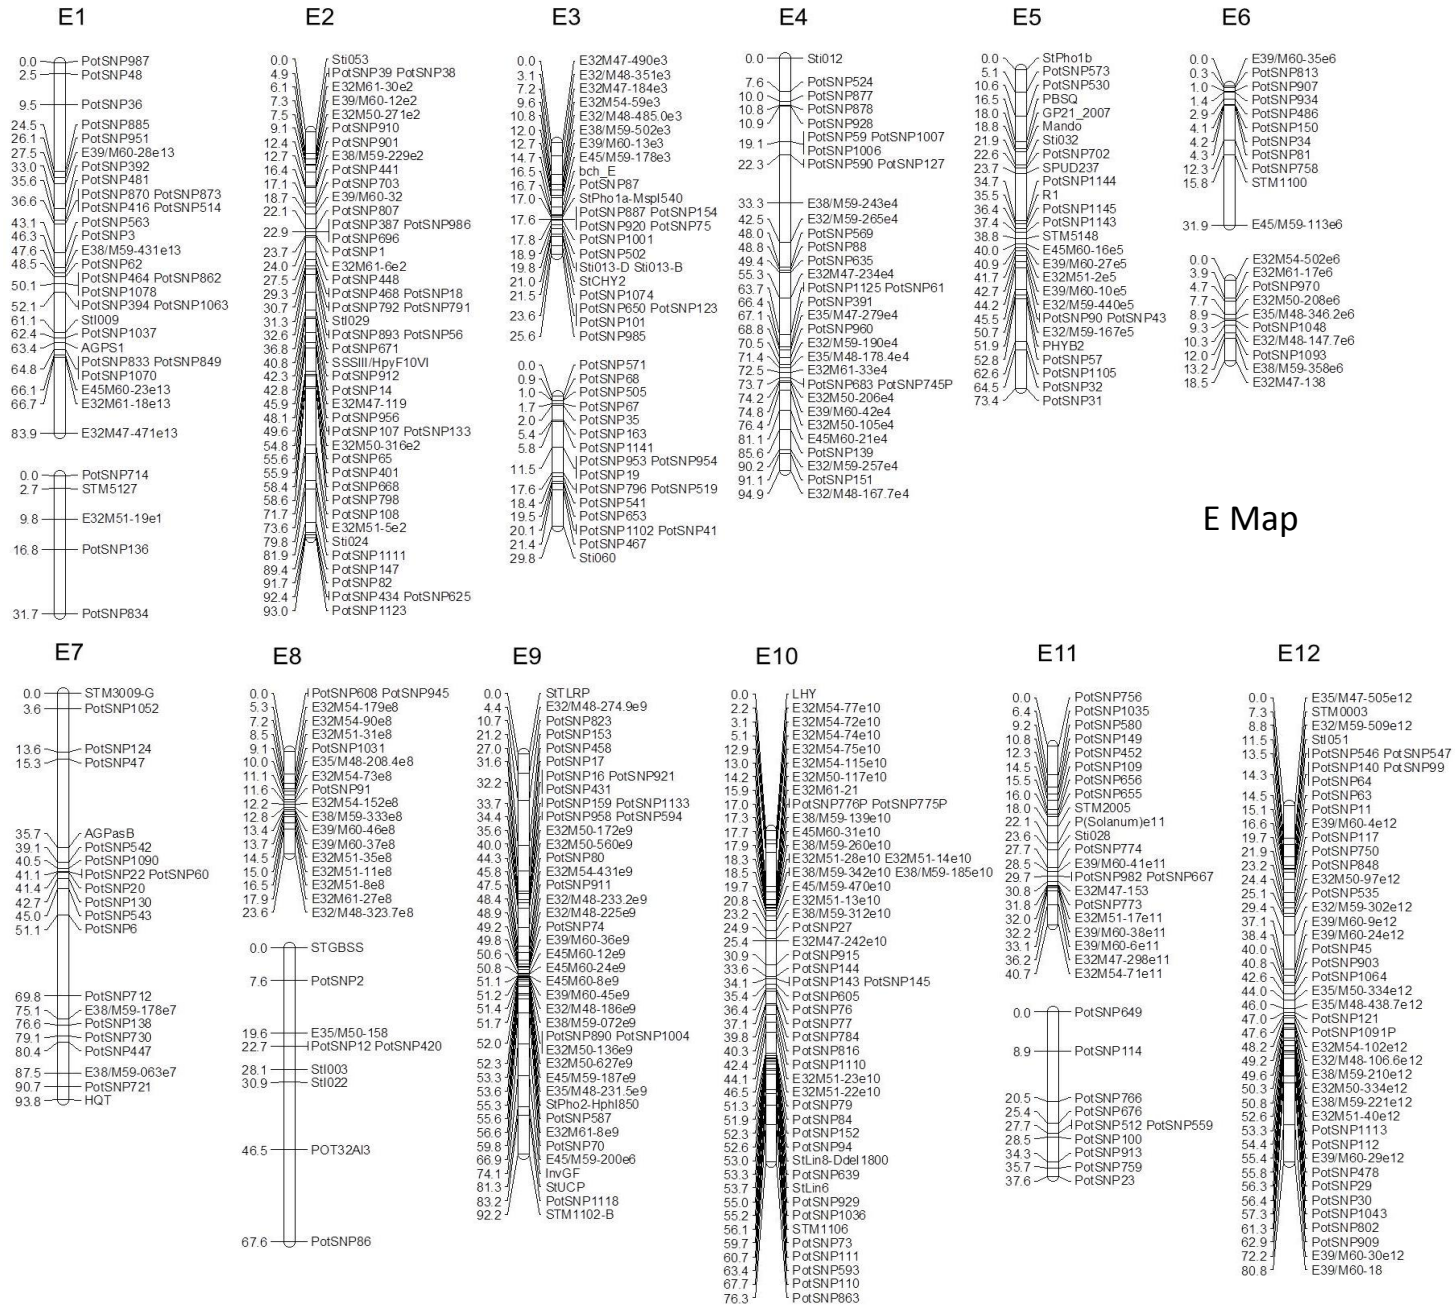 E1
0.0 PotSNP987
2.5 PotSNP48
9.5 PotSNP36
24.5 PotSNP885
26.1 PotSNP951
27.5 E39/M60-28e13
33.0 PotSNP392
35.6 PotSNP481
36.6 PotSNP870 PotSNP873
PotSNP416 PotSNP514
43.1 PotSNP563
46.3 PotSNP3
47.6 E38/M59-431e13
48.5 PotSNP62
50.1 PotSNP464 PotSNP862
PotSNP1078
52.1 PotSNP394 PotSNP1063
61.1 StI009
62.4 PotSNP1037
63.4 AGPS1
64.8 PotSNP833 PotSNP849
PotSNP1070
66.1 E45M60-23e13
66.7 E32M61-18e13
83.9 E32M47-471e13
0.0 PotSNP714
2.7 STM5127
9.8 E32M51-19e1
16.8 PotSNP136
31.7 PotSNP834
E2
0.0 Sti053
4.9 PotSNP39 PotSNP38
6.1 E32M61-30e2
7.3 E39/M60-12e2
7.5 E32M50-271e2
9.1 PotSNP910
12.4 PotSNP901
12.7 E38/M59-229e2
16.4 PotSNP441
17.1 PotSNP703
18.7 E39/M60-32
22.1 PotSNP807
22.9 PotSNP387 PotSNP986
PotSNP696
23.7 PotSNP1
24.0 E32M61-6e2
27.5 PotSNP448
29.3 PotSNP468 PotSNP18
30.7 PotSNP792 PotSNP791
31.3 StI029
32.6 PotSNP893 PotSNP56
36.8 PotSNP671
40.8 SSSIII/HpyF10VI
42.3 PotSNP912
42.8 PotSNP14
45.9 E32M47-119
48.1 PotSNP956
49.6 PotSNP107 PotSNP133
54.8 E32M50-316e2
55.6 PotSNP65
55.9 PotSNP401
58.4 PotSNP668
58.6 PotSNP798
71.7 PotSNP108
73.6 E32M51-5e2
79.8 Sti024
81.9 PotSNP1111
89.4 PotSNP147
91.7 PotSNP82
92.4 PotSNP434 PotSNP625
93.0 PotSNP1123
E3
0.0 E32M47-490e3
3.1 E32/M48-351e3
7.2 E32M47-184e3
9.6 E32M54-59e3
10.8 E32/M48-485.0e3
12.0 E38/M59-502e3
12.7 E39/M60-13e3
14.7 E45/M59-178e3
16.5 bch_E
16.7 PotSNP87
17.0 StPho1a-MspI540
17.6 PotSNP887 PotSNP154
PotSNP920 PotSNP75
17.8 PotSNP1001
18.9 PotSNP502
19.8 Sti013-D Sti013-B
21.0 StCHY2
21.5 PotSNP1074
23.6 PotSNP650 PotSNP123
PotSNP101
25.6 PotSNP985
0.0 PotSNP571
0.9 PotSNP68
1.0 PotSNP505
1.7 PotSNP67
2.0 PotSNP35
5.4 PotSNP163
5.8 PotSNP1141
11.5 PotSNP953 PotSNP954
PotSNP19
17.6 PotSNP796 PotSNP519
18.4 PotSNP541
19.5 PotSNP653
20.1 PotSNP1102 PotSNP41
21.4 PotSNP467
29.8 Sti060
E4
0.0 Sti012
7.6 PotSNP524
10.0 PotSNP877
10.8 PotSNP878
10.9 PotSNP928
19.1 PotSNP59 PotSNP1007
PotSNP1006
22.3 PotSNP590 PotSNP127
33.3 E38/M59-243e4
42.5 E32/M59-265e4
48.0 PotSNP569
48.8 PotSNP88
49.4 PotSNP635
55.3 E32M47-234e4
63.7 PotSNP1125 PotSNP61
66.4 PotSNP391
67.1 E35/M47-279e4
68.8 PotSNP960
70.5 E32/M59-190e4
71.4 E35/M48-178.4e4
72.5 E32M61-33e4
73.7 PotSNP683 PotSNP745P
74.2 E32M50-206e4
74.8 E39/M60-42e4
76.4 E32M50-105e4
81.1 E45M60-21e4
85.6 PotSNP139
90.2 E32/M59-257e4
91.1 PotSNP151
94.9 E32/M48-167.7e4
E5
0.0 StPho1b
5.1 PotSNP573
10.6 PotSNP530
16.5 PBSQ
18.0 GP21_2007
18.8 Mando
21.9 Sti032
22.6 PotSNP702
23.7 SPUD237
34.7 PotSNP1144
35.5 R1
36.4 PotSNP1145
37.4 PotSNP1143
38.8 STM5148
40.0 E45M60-16e5
40.9 E39/M60-27e5
41.7 E32M51-2e5
42.7 E39/M60-10e5
44.2 E32/M59-440e5
45.5 PotSNP90 PotSNP43
50.7 E32/M59-167e5
51.9 PHYB2
52.8 PotSNP57
62.6 PotSNP1105
64.5 PotSNP32
73.4 PotSNP31
E6
0.0 E39/M60-35e6
0.3 PotSNP813
1.0 PotSNP907
1.4 PotSNP934
2.9 PotSNP486
4.1 PotSNP150
4.2 PotSNP34
4.3 PotSNP81
12.3 PotSNP758
15.8 STM1100
31.9 E45/M59-113e6
0.0 E32M54-502e6
3.9 E32M61-17e6
4.7 PotSNP970
7.7 E32M50-208e6
8.9 E35/M48-346.2e6
9.3 PotSNP1048
10.3 E32/M48-147.7e6
12.0 PotSNP1093
13.2 E38/M59-358e6
18.5 E32M47-138
E Map
E7
0.0 STM3009-G
3.6 PotSNP1052
13.6 PotSNP124
15.3 PotSNP47
35.7 AGPasB
39.1 PotSNP542
40.5 PotSNP1090
41.1 PotSNP22 PotSNP60
41.4 PotSNP20
42.7 PotSNP130
45.0 PotSNP543
51.1 PotSNP6
69.8 PotSNP712
75.1 E38/M59-178e7
76.6 PotSNP138
79.1 PotSNP730
80.4 PotSNP447
87.5 E38/M59-063e7
90.7 PotSNP721
93.8 HQT
E8
0.0 PotSNP608 PotSNP945
5.3 E32M54-179e8
7.2 E32M54-90e8
8.5 E32M51-31e8
9.1 PotSNP1031
10.0 E35/M48-208.4e8
11.1 E32M54-73e8
11.6 PotSNP91
12.2 E32M54-152e8
12.8 E38/M59-333e8
13.4 E39/M60-46e8
13.7 E39/M60-37e8
14.5 E32M51-35e8
15.0 E32M51-11e8
16.5 E32M51-8e8
17.9 E32M61-27e8
23.6 E32/M48-323.7e8
0.0 STGBSS
7.6 PotSNP2
19.6 E35/M50-158
22.7 PotSNP12 PotSNP420
28.1 StI003
30.9 StI022
46.5 POT32AI3
67.6 PotSNP86
E9
0.0 StTLRP
4.4 E32/M48-274.9e9
10.7 PotSNP823
21.2 PotSNP153
27.0 PotSNP458
31.6 PotSNP17
32.2 PotSNP16 PotSNP921
PotSNP431
33.7 PotSNP159 PotSNP1133
34.4 PotSNP958 PotSNP594
35.6 E32M50-172e9
40.0 E32M50-560e9
44.3 PotSNP80
45.8 E32M54-431e9
47.5 PotSNP911
48.4 E32/M48-233.2e9
48.9 E32/M48-225e9
49.2 PotSNP74
49.8 E39/M60-36e9
50.6 E45M60-12e9
50.8 E45M60-24e9
51.1 E45M60-8e9
51.2 E39/M60-45e9
51.4 E32/M48-186e9
51.7 E38/M59-072e9
52.0 PotSNP890 PotSNP1004
E32M50-136e9
52.3 E32M50-627e9
53.3 E45/M59-187e9
53.6 E35/M48-231.5e9
55.3 StPho2-HphI850
55.6 PotSNP587
56.6 E32M61-8e9
59.8 PotSNP70
66.9 E45/M59-200e6
74.1 InvGF
81.3 StUCP
83.2 PotSNP1118
92.2 STM1102-B
E10
0.0 LHY
2.2 E32M54-77e10
3.1 E32M54-72e10
5.1 E32M54-74e10
12.9 E32M54-75e10
13.0 E32M54-115e10
14.2 E32M50-117e10
15.9 E32M61-21
17.0 PotSNP776P PotSNP775P
17.3 E38/M59-139e10
17.7 E45M60-31e10
17.9 E38/M59-260e10
18.3 E32M51-28e10 E32M51-14e10
18.5 E38/M59-342e10 E38/M59-185e10
19.7 E45/M59-470e10
20.8 E32M51-13e10
23.2 E38/M59-312e10
24.9 PotSNP27
25.4 E32M47-242e10
30.9 PotSNP915
33.6 PotSNP144
34.1 PotSNP143 PotSNP145
35.4 PotSNP605
36.4 PotSNP76
37.1 PotSNP77
39.8 PotSNP784
40.3 PotSNP816
42.4 PotSNP1110
44.1 E32M51-23e10
46.5 E32M51-22e10
51.3 PotSNP79
51.9 PotSNP84
52.3 PotSNP152
52.6 PotSNP94
53.0 StLin8-DdeI1800
53.3 PotSNP639
53.7 StLin6
55.0 PotSNP929
55.2 PotSNP1036
56.1 STM1106
59.7 PotSNP73
60.7 PotSNP111
63.4 PotSNP593
67.7 PotSNP110
76.3 PotSNP863
E11
0.0 PotSNP756
6.4 PotSNP1035
9.2 PotSNP580
10.8 PotSNP149
12.3 PotSNP452
14.5 PotSNP109
15.5 PotSNP656
16.0 PotSNP655
18.0 STM2005
22.1 P(Solanum)e11
23.6 Sti028
27.7 PotSNP774
28.5 E39/M60-41e11
29.7 PotSNP982 PotSNP667
30.8 E32M47-153
31.8 PotSNP773
32.0 E32M51-17e11
32.2 E39/M60-38e11
33.1 E39/M60-6e11
36.2 E32M47-298e11
40.7 E32M54-71e11
0.0 PotSNP649
8.9 PotSNP114
20.5 PotSNP766
25.4 PotSNP676
27.7 PotSNP512 PotSNP559
28.5 PotSNP100
34.3 PotSNP913
35.7 PotSNP759
37.6 PotSNP23
E12
0.0 E35/M47-505e12
7.3 STM0003
8.8 E32/M59-509e12
11.5 StI051
13.5 PotSNP546 PotSNP547
14.3 PotSNP140 PotSNP99
PotSNP64
14.5 PotSNP63
15.1 PotSNP11
16.6 E39/M60-4e12
19.7 PotSNP117
21.9 PotSNP750
23.2 PotSNP848
24.4 E32M50-97e12
25.1 PotSNP535
29.4 E32/M59-302e12
37.1 E39/M60-9e12
38.4 E39/M60-24e12
40.0 PotSNP45
40.8 PotSNP903
42.6 PotSNP1064
44.0 E35/M50-334e12
46.0 E35/M48-438.7e12
47.0 PotSNP121
47.6 PotSNP1091P
48.2 E32M54-102e12
49.2 E32/M48-106.6e12
49.6 E38/M59-210e12
50.3 E32M50-334e12
50.8 E38/M59-221e12
52.6 E32M51-40e12
53.3 PotSNP1113
54.2 PotSNP112
55.4 E39/M60-29e12
55.8 PotSNP478
56.3 PotSNP29
56.4 PotSNP30
57.3 PotSNP1043
61.3 PotSNP802
62.9 PotSNP909
72.2 E39/M60-30e12
80.8 E39/M60-18